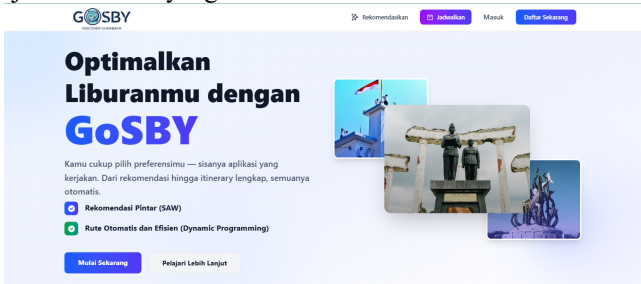 GOSBY
DISCOVER SURABAYA
Rekomendasikan
Jadwalkan
Masuk
Daftar Sekarang
Optimalkan
Liburanmu dengan
GoSBY
Kamu cukup pilih preferensimu — sisanya aplikasi yang
kerjakan. Dari rekomendasi hingga itinerary lengkap, semuanya
otomatis.
Rekomendasi Pintar (SAW)
Rute Otomatis dan Efisien (Dynamic Programming)
Mulai Sekarang
Pelajari Lebih Lanjut